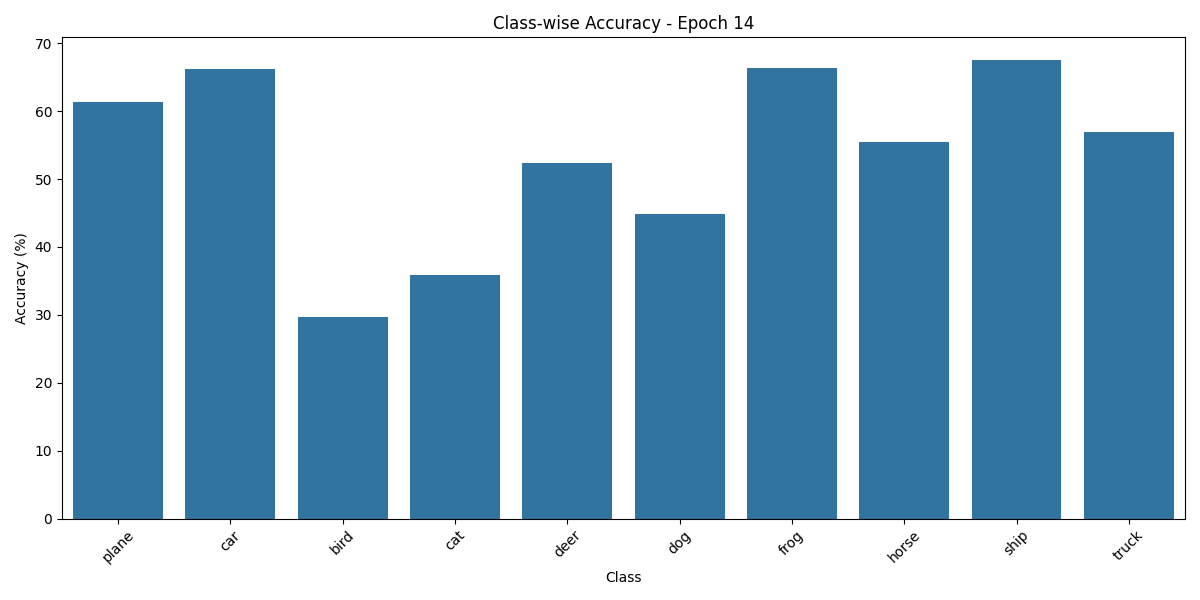 Class-wise Accuracy - Epoch 14
Accuracy (%)
70
60
50
40
30
20
10
0
plane
car
bird
cat
deer
dog
frog
horse
ship
truck
Class